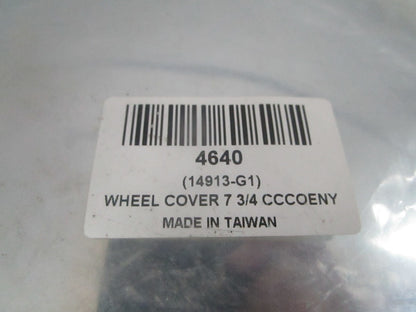 4640
(14913-G1)
WHEEL COVER 7 3/4 CCCOENY
MADE IN TAIWAN